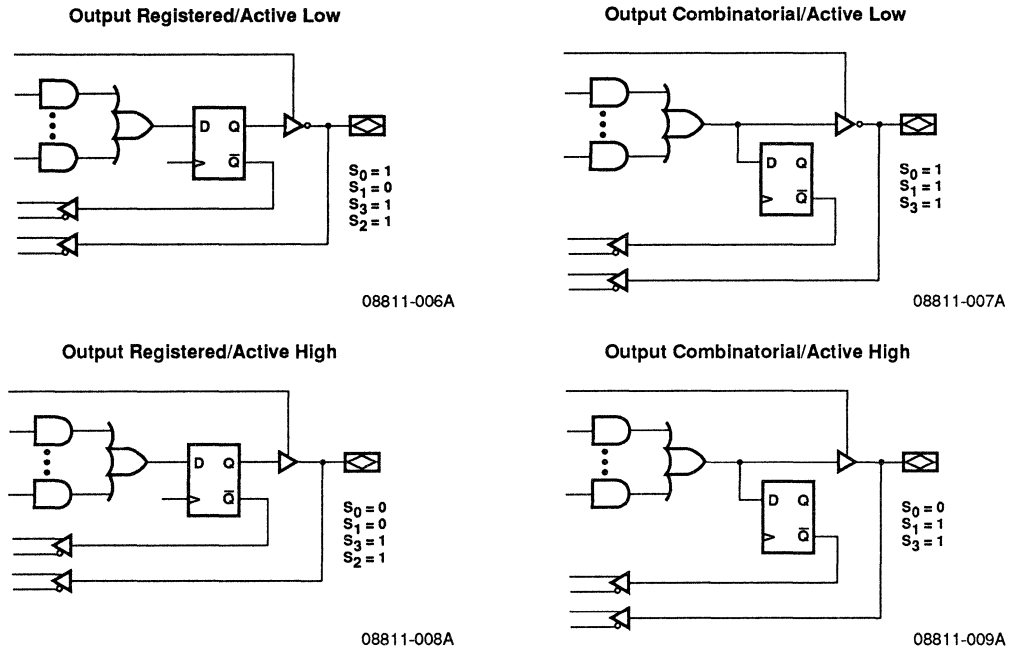 Output Registered/Active Low
D Q
Q̅
S0 = 1
S1 = 0
S3 = 1
S2 = 1
08811-006A
Output Combinatorial/Active Low
D Q
Q̅
S0 = 1
S1 = 1
S3 = 1
08811-007A
Output Registered/Active High
D Q
Q̅
S0 = 0
S1 = 0
S3 = 1
S2 = 1
08811-008A
Output Combinatorial/Active High
D Q
Q̅
S0 = 0
S1 = 1
S3 = 1
08811-009A